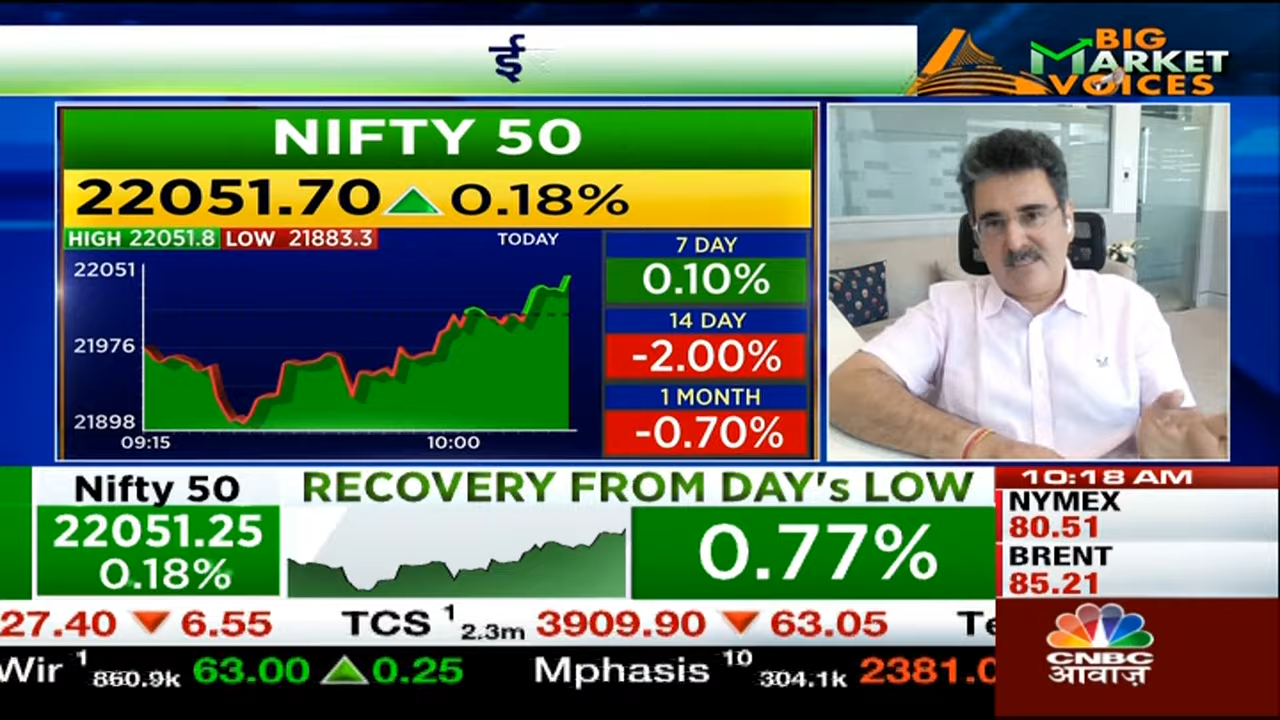 ई
BIG
MARKET
VOICES
NIFTY 50
22051.70 0.18%
HIGH 22051.8 LOW 21883.3 TODAY
22051
21976
21898
09:15 10:00
7 DAY
0.10%
14 DAY
-2.00%
1 MONTH
-0.70%
Nifty 50
22051.25
0.18%
RECOVERY FROM DAY's LOW
0.77%
10:18 AM
NYMEX
80.51
BRENT
85.21
27.40 6.55 TCS 1 2.3m 3909.90 63.05 Te
Wir 1 860.9k 63.00 0.25 Mphasis 10 304.1k 2381.0
CNBC
आवाज़